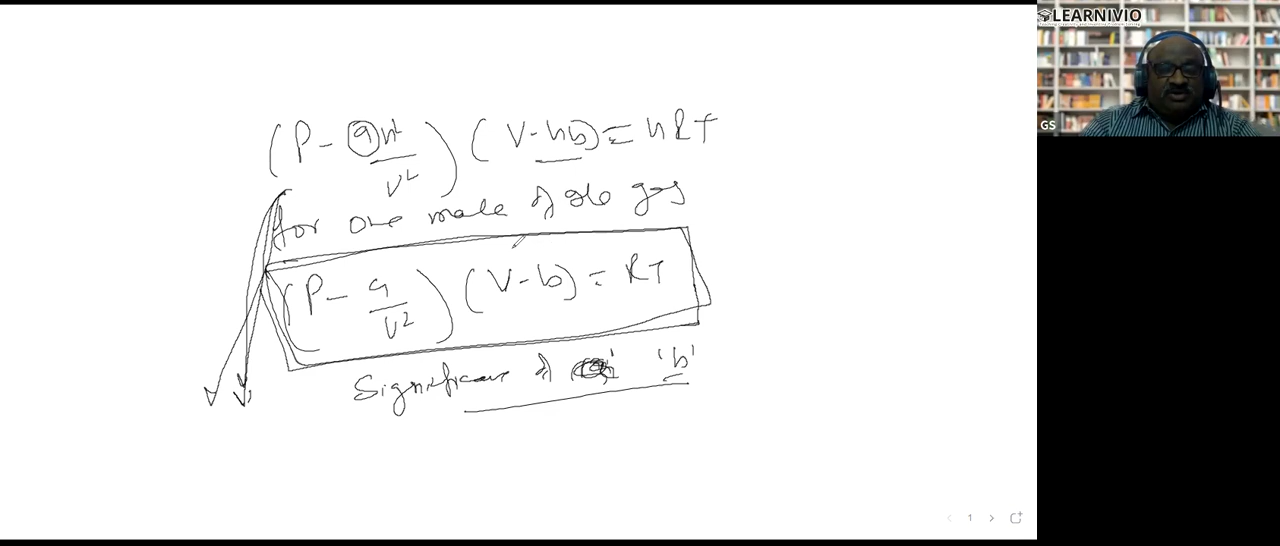 (P - an²/V²) (V - nb) = nRT
for one mole of the gas
(P - a/V²) (V - b) = RT
Significance of 'b'
LEARNIVIO
GS
1